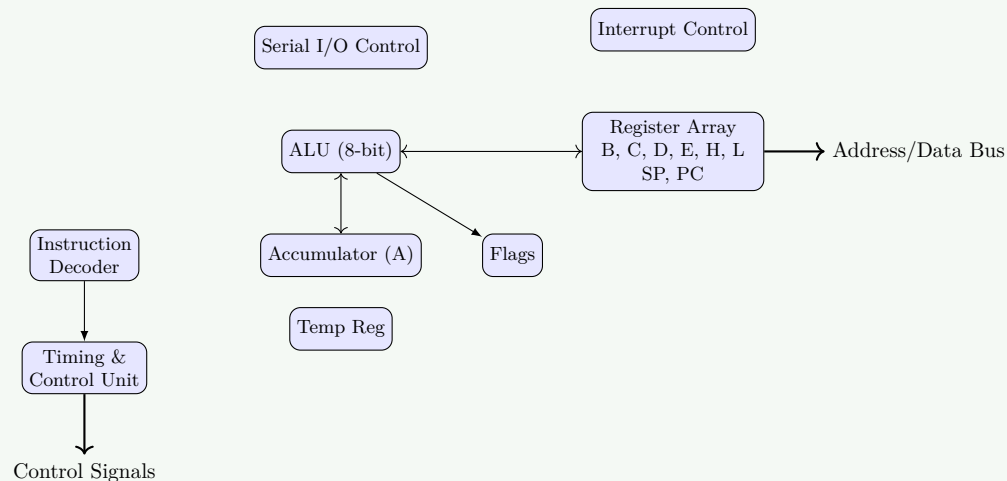 Interrupt Control
Serial I/O Control
Register Array
B, C, D, E, H, L
SP, PC
ALU (8-bit)
Address/Data Bus
Instruction
Decoder
Accumulator (A)
Flags
Temp Reg
Timing &
Control Unit
Control Signals